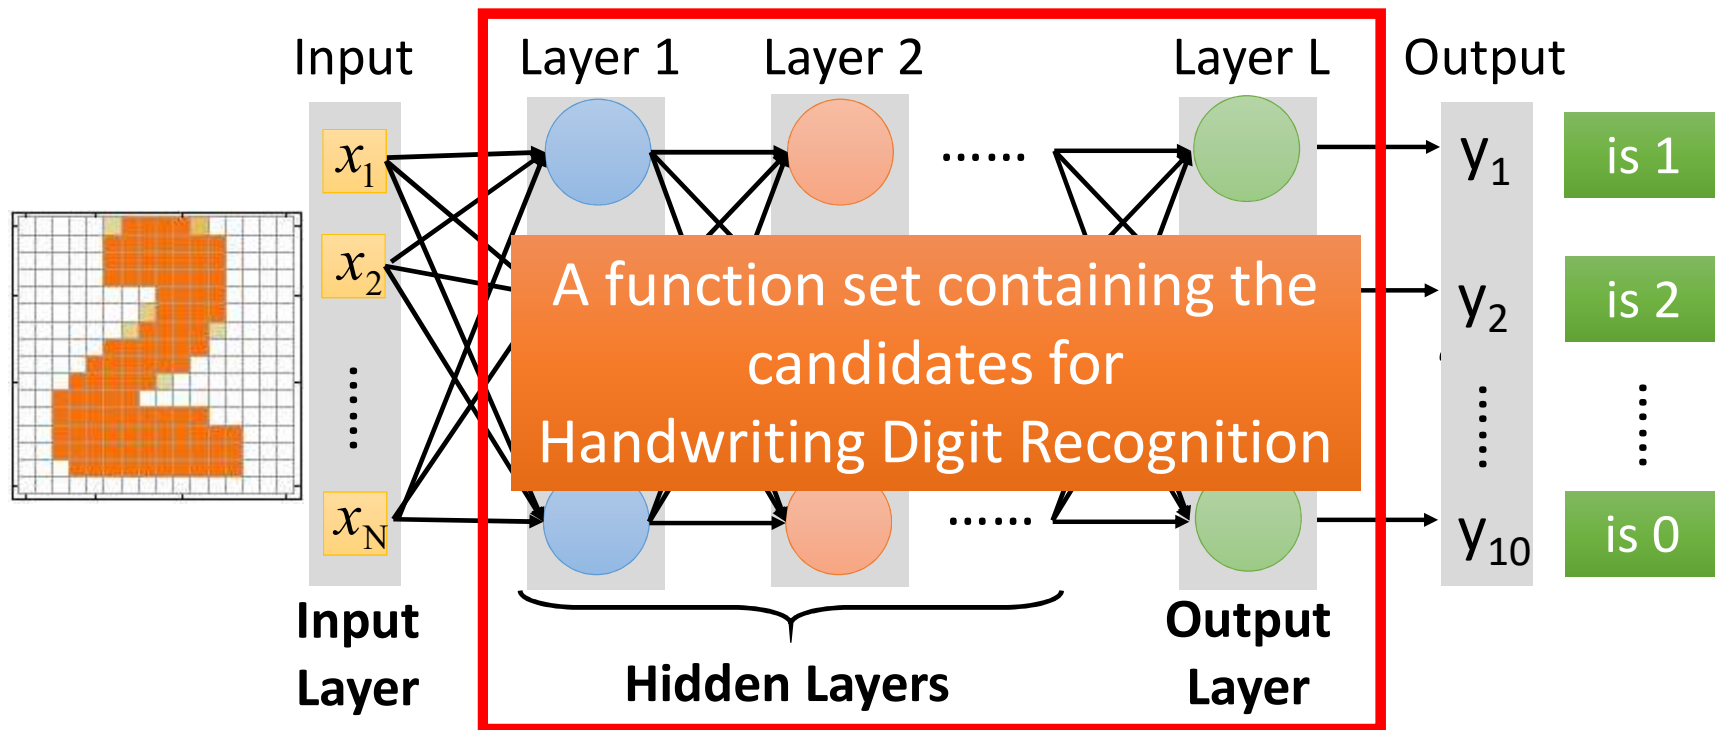 Input
Layer 1
Layer 2
Layer L
Output
x1
x2
......
xN
......
......
A function set containing the
candidates for
Handwriting Digit Recognition
y1
y2
......
y10
is 1
is 2
......
is 0
Input
Layer
Hidden Layers
Output
Layer